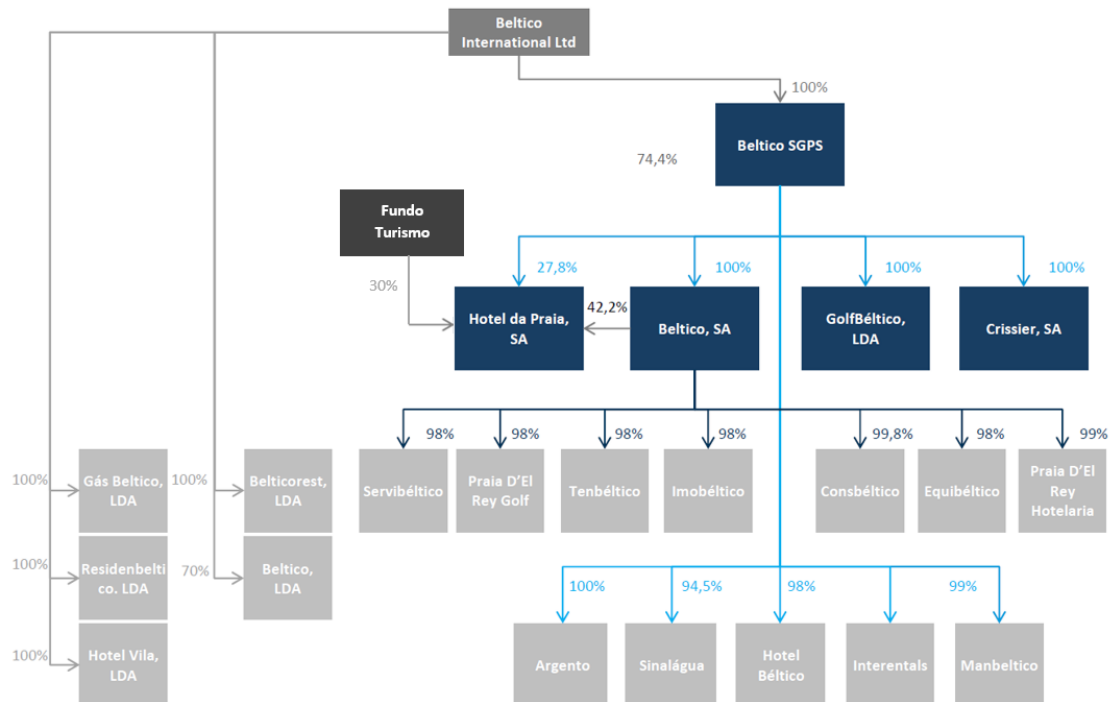 Beltico
International Ltd
100%
Beltico SGPS
74,4%
Fundo
Turismo
30%
27,8%
100%
100%
100%
Hotel da Praia,
SA
42,2%
Beltico, SA
GolfBéltico,
LDA
Crissier, SA
98%
98%
98%
98%
99,8%
98%
99%
Servibéltico
Praia D’El
Rey Golf
Tenbéltico
Imobéltico
Consbéltico
Equibéltico
Praia D’El
Rey
Hotelaria
100%
Gás Beltico,
LDA
100%
Belticorest,
LDA
100%
Residenbelti
co. LDA
70%
Beltico,
LDA
100%
94,5%
98%
99%
100%
Hotel Vila,
LDA
Argento
Sinalágua
Hotel
Béltico
Interentals
Manbeltico